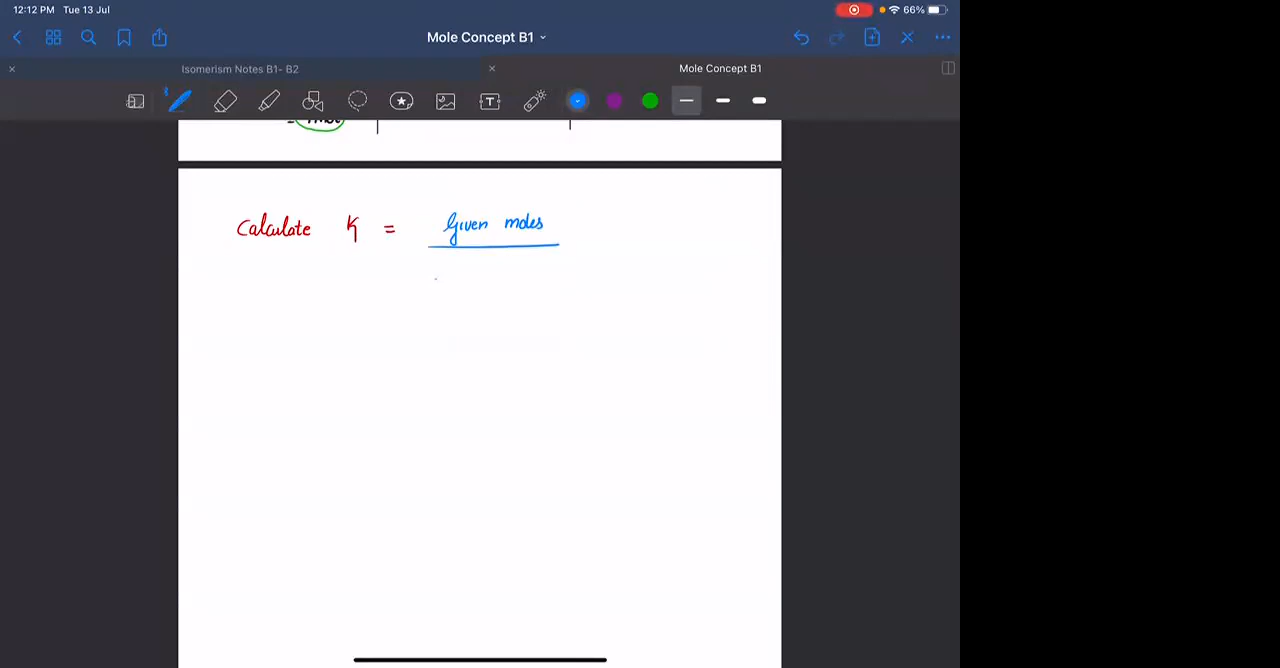 12:12 PM Tue 13 Jul
66%
Mole Concept B1
Isomerism Notes B1- B2
Mole Concept B1
T
Calculate K = Given moles